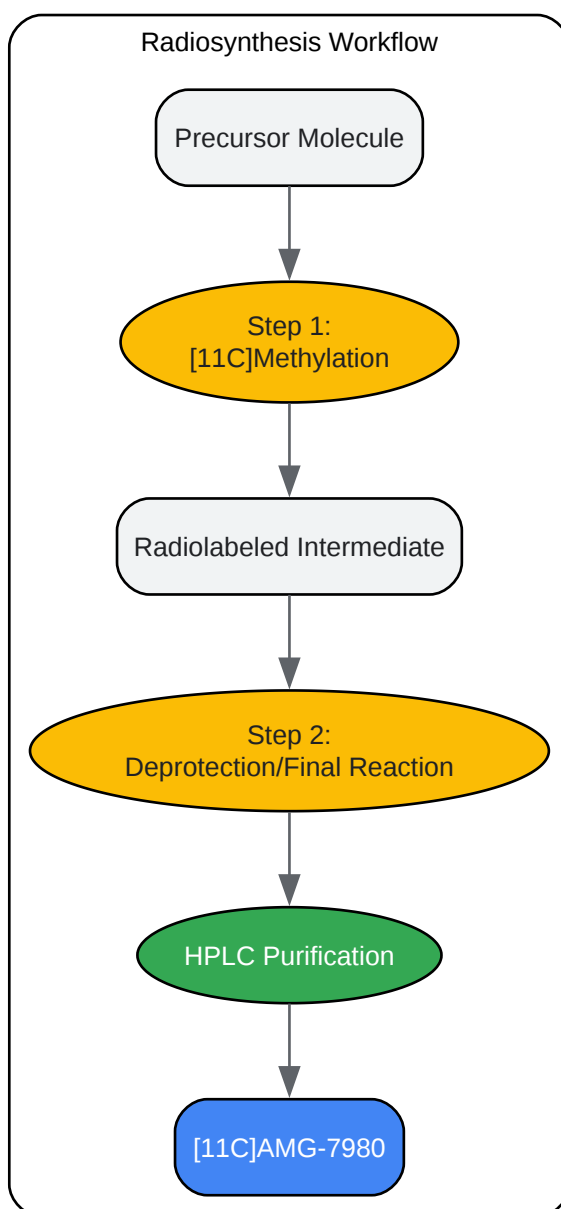 Radiosynthesis Workflow
Precursor Molecule
Step 1:
[11C]Methylation
Radiolabeled Intermediate
Step 2:
Deprotection/Final Reaction
HPLC Purification
[11C]AMG-7980